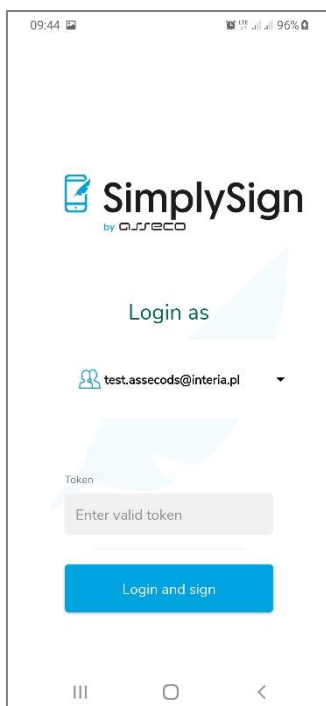 09:44 96%
SimplySign
by asseco
Login as
test.assecods@interia.pl
Token
Enter valid token
Login and sign